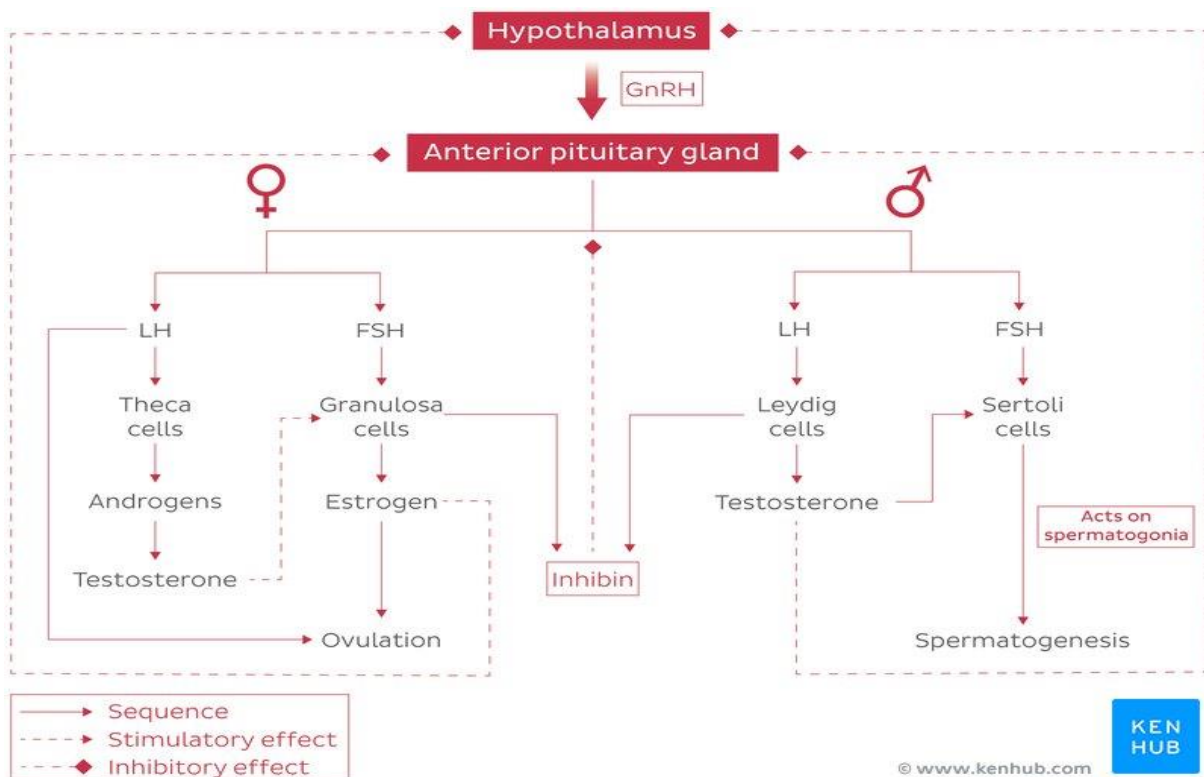 Hypothalamus
GnRH
Anterior pituitary gland
♀
♂
LH
FSH
LH
FSH
Theca
cells
Granulosa
cells
Leydig
cells
Sertoli
cells
Androgens
Estrogen
Testosterone
Acts on
spermatogonia
Testosterone
Inhibin
Ovulation
Spermatogenesis
Sequence
Stimulatory effect
Inhibitory effect
KEN
HUB
© www.kenhub.com